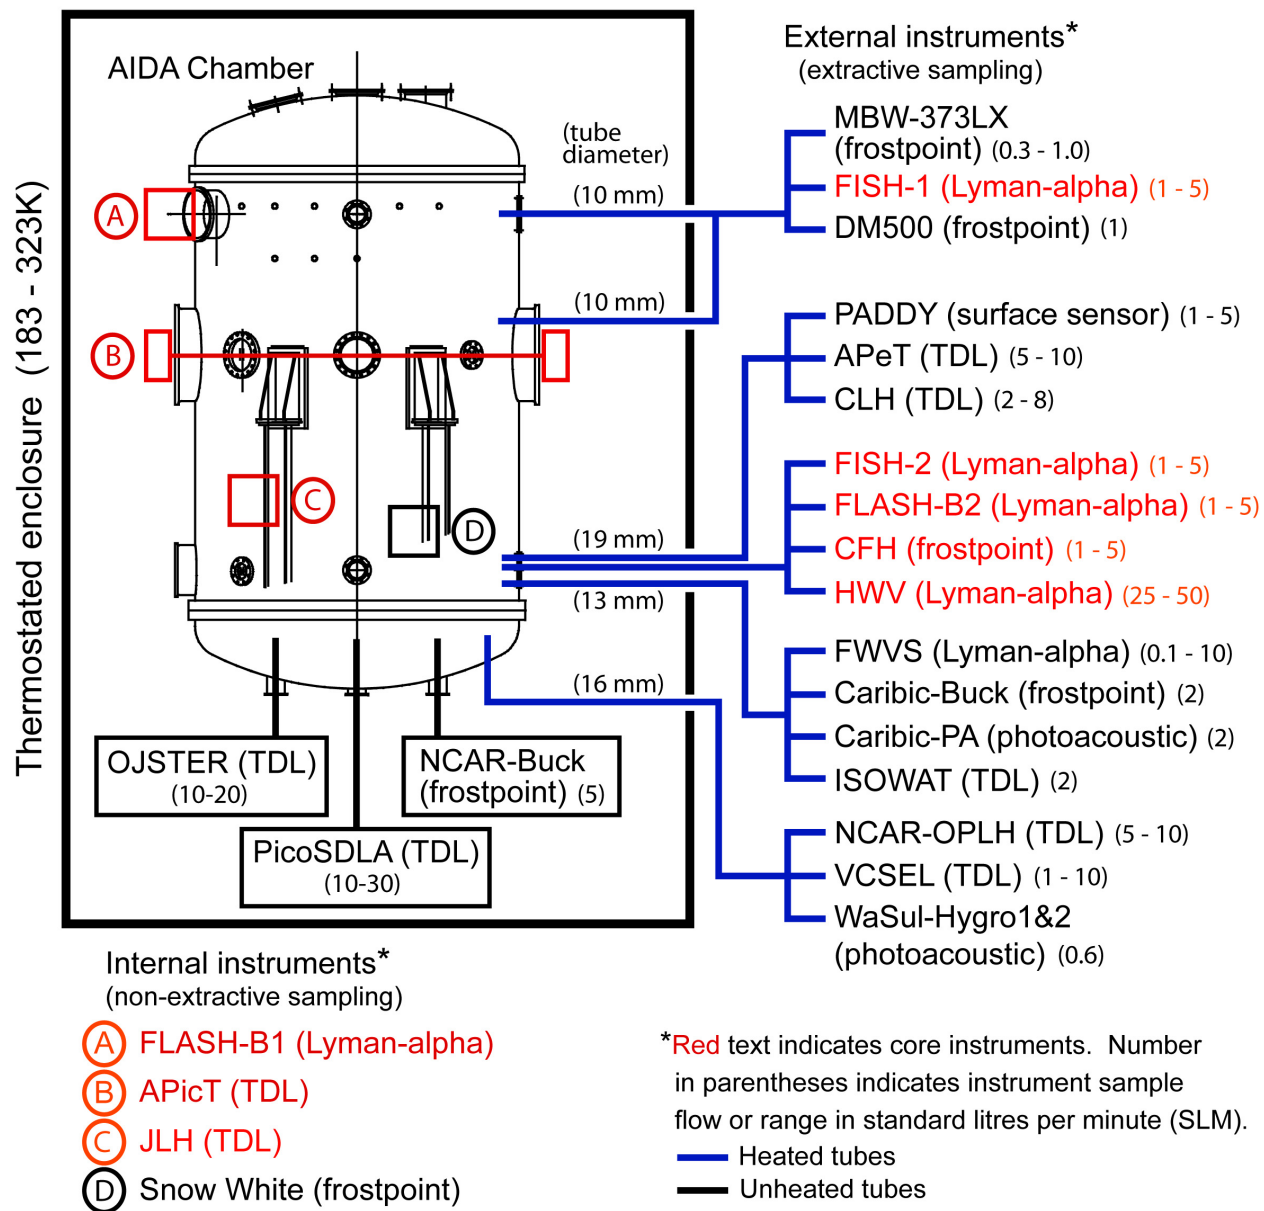 AIDA Chamber
Thermostated enclosure (183 - 323K)
(tube
diameter)
(10 mm)
(10 mm)
(19 mm)
(13 mm)
(16 mm)
A
B
C
D
OJSTER (TDL)
(10-20)
NCAR-Buck
(frostpoint) (5)
PicoSDLA (TDL)
(10-30)
External instruments*
(extractive sampling)
MBW-373LX
(frostpoint) (0.3 - 1.0)
FISH-1 (Lyman-alpha) (1 - 5)
DM500 (frostpoint) (1)
PADDY (surface sensor) (1 - 5)
APeT (TDL) (5 - 10)
CLH (TDL) (2 - 8)
FISH-2 (Lyman-alpha) (1 - 5)
FLASH-B2 (Lyman-alpha) (1 - 5)
CFH (frostpoint) (1 - 5)
HWV (Lyman-alpha) (25 - 50)
FWVS (Lyman-alpha) (0.1 - 10)
Caribic-Buck (frostpoint) (2)
Caribic-PA (photoacoustic) (2)
ISOWAT (TDL) (2)
NCAR-OPLH (TDL) (5 - 10)
VCSEL (TDL) (1 - 10)
WaSul-Hygro1&2
(photoacoustic) (0.6)
Internal instruments*
(non-extractive sampling)
A FLASH-B1 (Lyman-alpha)
B APicT (TDL)
C JLH (TDL)
D Snow White (frostpoint)
*Red text indicates core instruments. Number
in parentheses indicates instrument sample
flow or range in standard litres per minute (SLM).
Heated tubes
Unheated tubes